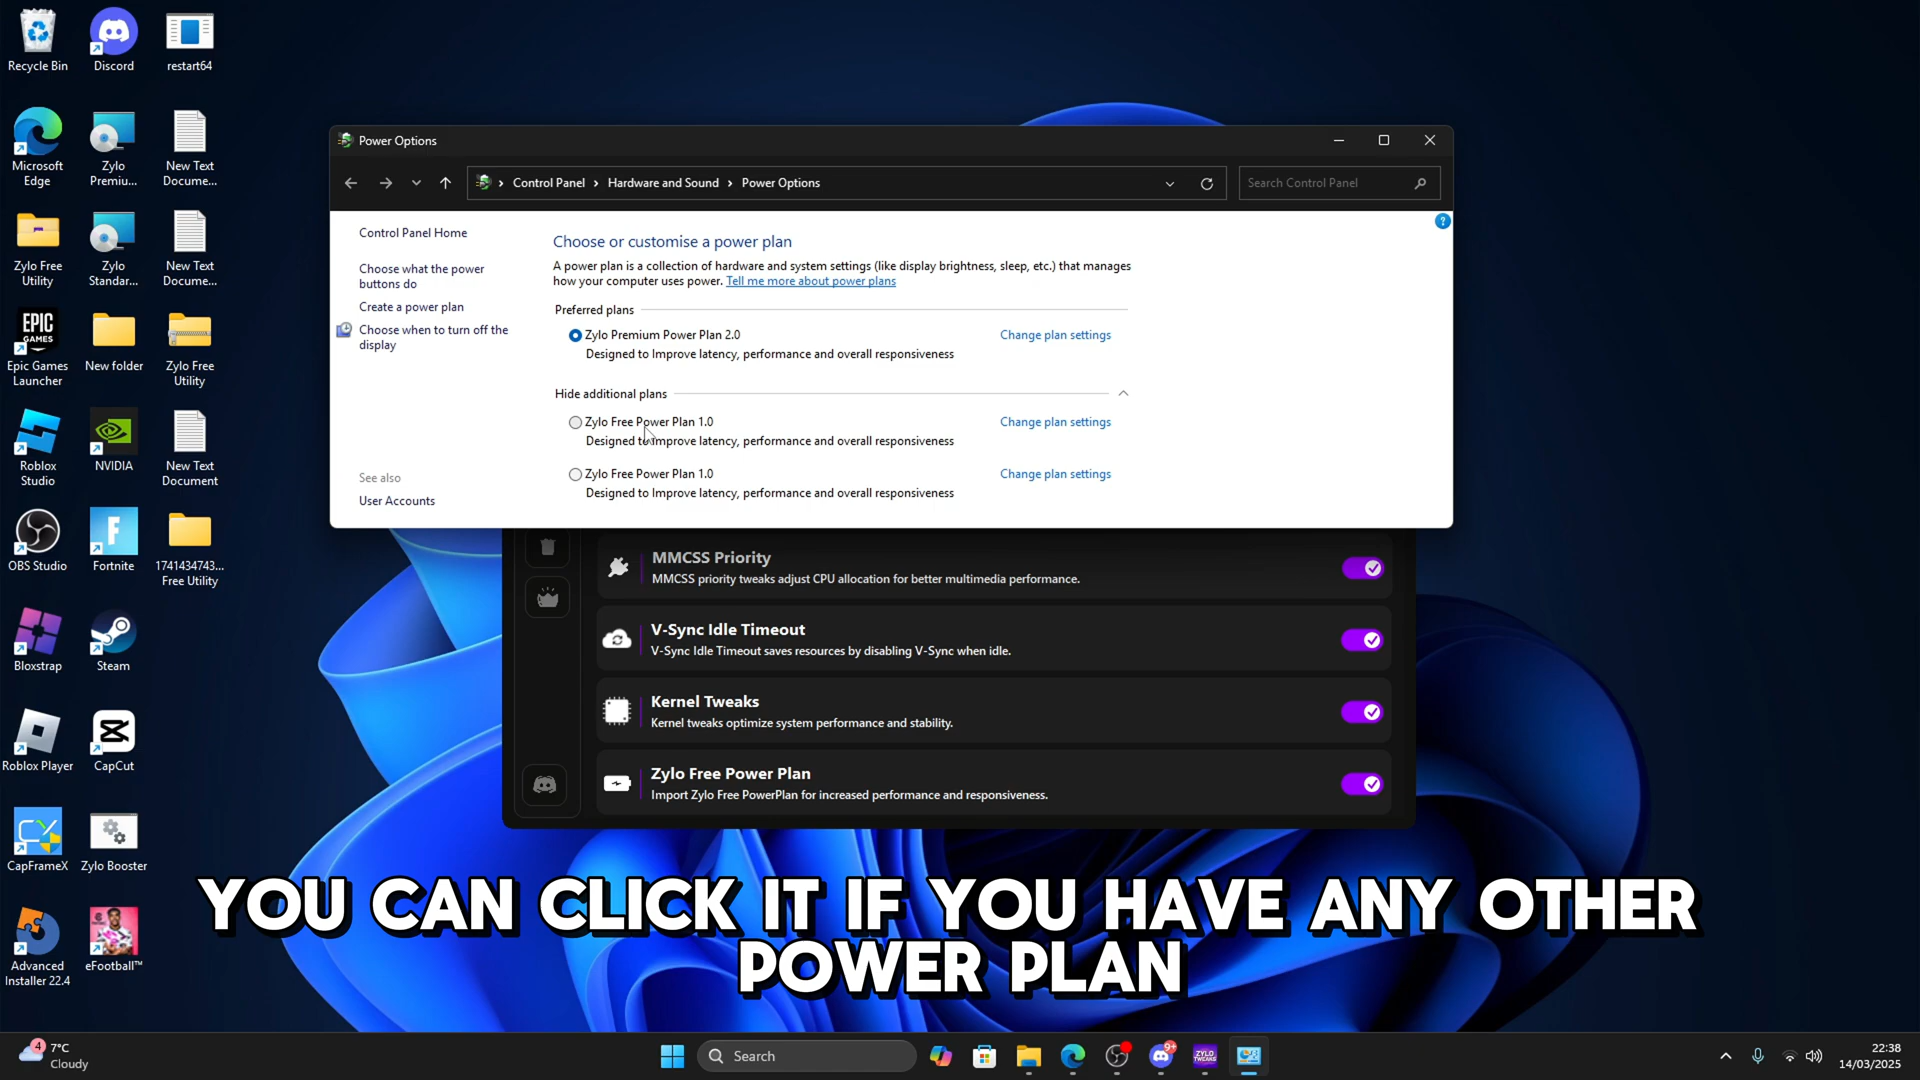 Recycle Bin
Discord
restart64
Microsoft
Edge
Zylo
Premiu...
New Text
Docume...
Zylo Free
Utility
Zylo
Standar...
New Text
Docume...
EPIC
GAMES
Epic Games
Launcher
New folder
Zylo Free
Utility
Roblox
Studio
NVIDIA
New Text
Document
OBS Studio
Fortnite
1741434743...
Free Utility
Bloxstrap
Steam
Roblox Player
CapCut
CapFrameX
Zylo Booster
Advanced
Installer 22.4
eFootball™
Power Options
Control Panel
Hardware and Sound
Power Options
Search Control Panel
Control Panel Home
Choose what the power
buttons do
Create a power plan
Choose when to turn off the
display
See also
User Accounts
Choose or customise a power plan
A power plan is a collection of hardware and system settings (like display brightness, sleep, etc.) that manages
how your computer uses power. Tell me more about power plans
Preferred plans
Zylo Premium Power Plan 2.0
Change plan settings
Designed to Improve latency, performance and overall responsiveness
Hide additional plans
Zylo Free Power Plan 1.0
Change plan settings
Designed to Improve latency, performance and overall responsiveness
Zylo Free Power Plan 1.0
Change plan settings
Designed to Improve latency, performance and overall responsiveness
MMCSS Priority
MMCSS priority tweaks adjust CPU allocation for better multimedia performance.
V-Sync Idle Timeout
V-Sync Idle Timeout saves resources by disabling V-Sync when idle.
Kernel Tweaks
Kernel tweaks optimize system performance and stability.
Zylo Free Power Plan
Import Zylo Free PowerPlan for increased performance and responsiveness.
YOU CAN CLICK IT IF YOU HAVE ANY OTHER
POWER PLAN
4
7°C
Cloudy
Search
9+
ZYLO
TWEAKS
22:38
14/03/2025